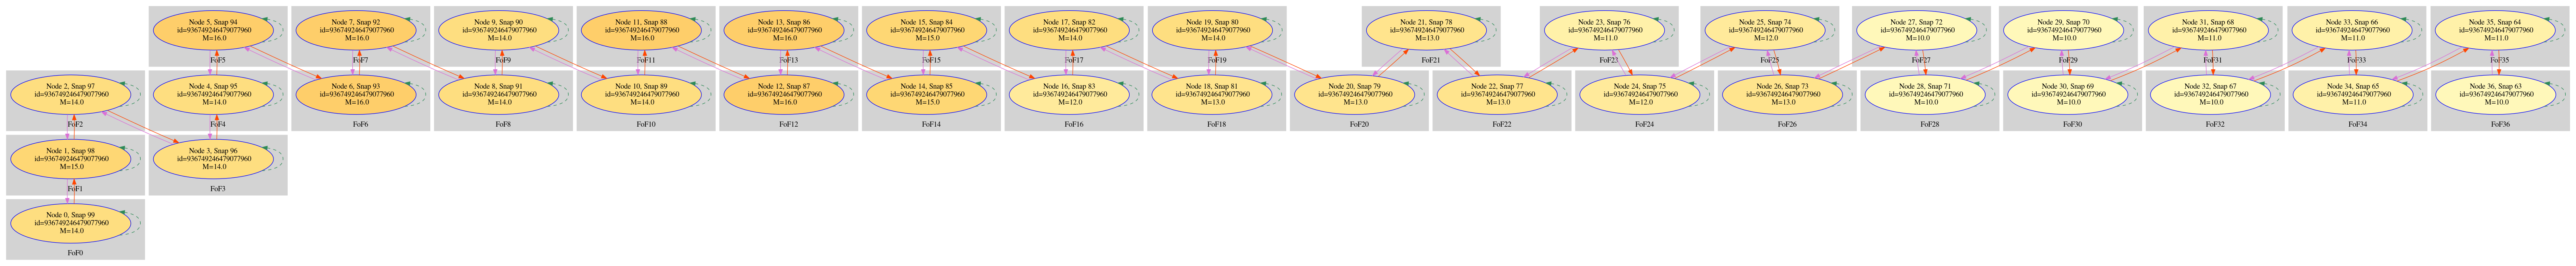 Node 5, Snap 94
id=936749246479077960
M=16.0
FoF5
Node 7, Snap 92
id=936749246479077960
M=16.0
FoF7
Node 9, Snap 90
id=936749246479077960
M=14.0
FoF9
Node 11, Snap 88
id=936749246479077960
M=16.0
FoF11
Node 13, Snap 86
id=936749246479077960
M=16.0
FoF13
Node 15, Snap 84
id=936749246479077960
M=15.0
FoF15
Node 17, Snap 82
id=936749246479077960
M=14.0
FoF17
Node 19, Snap 80
id=936749246479077960
M=14.0
FoF19
Node 21, Snap 78
id=936749246479077960
M=13.0
FoF21
Node 23, Snap 76
id=936749246479077960
M=11.0
FoF23
Node 25, Snap 74
id=936749246479077960
M=12.0
FoF25
Node 27, Snap 72
id=936749246479077960
M=10.0
FoF27
Node 29, Snap 70
id=936749246479077960
M=10.0
FoF29
Node 31, Snap 68
id=936749246479077960
M=11.0
FoF31
Node 33, Snap 66
id=936749246479077960
M=11.0
FoF33
Node 35, Snap 64
id=936749246479077960
M=11.0
FoF35
Node 2, Snap 97
id=936749246479077960
M=14.0
FoF2
Node 4, Snap 95
id=936749246479077960
M=14.0
FoF4
Node 6, Snap 93
id=936749246479077960
M=16.0
FoF6
Node 8, Snap 91
id=936749246479077960
M=14.0
FoF8
Node 10, Snap 89
id=936749246479077960
M=14.0
FoF10
Node 12, Snap 87
id=936749246479077960
M=16.0
FoF12
Node 14, Snap 85
id=936749246479077960
M=15.0
FoF14
Node 16, Snap 83
id=936749246479077960
M=12.0
FoF16
Node 18, Snap 81
id=936749246479077960
M=13.0
FoF18
Node 20, Snap 79
id=936749246479077960
M=13.0
FoF20
Node 22, Snap 77
id=936749246479077960
M=13.0
FoF22
Node 24, Snap 75
id=936749246479077960
M=12.0
FoF24
Node 26, Snap 73
id=936749246479077960
M=13.0
FoF26
Node 28, Snap 71
id=936749246479077960
M=10.0
FoF28
Node 30, Snap 69
id=936749246479077960
M=10.0
FoF30
Node 32, Snap 67
id=936749246479077960
M=10.0
FoF32
Node 34, Snap 65
id=936749246479077960
M=11.0
FoF34
Node 36, Snap 63
id=936749246479077960
M=10.0
FoF36
Node 1, Snap 98
id=936749246479077960
M=15.0
FoF1
Node 3, Snap 96
id=936749246479077960
M=14.0
FoF3
Node 0, Snap 99
id=936749246479077960
M=14.0
FoF0